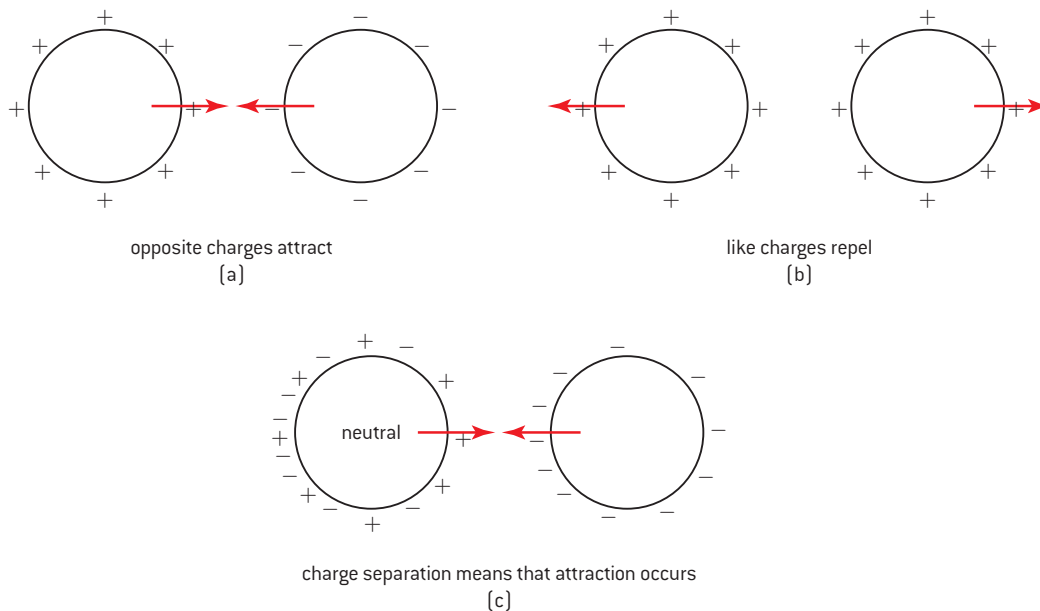 opposite charges attract
(a)
like charges repel
(b)
neutral
charge separation means that attraction occurs
(c)